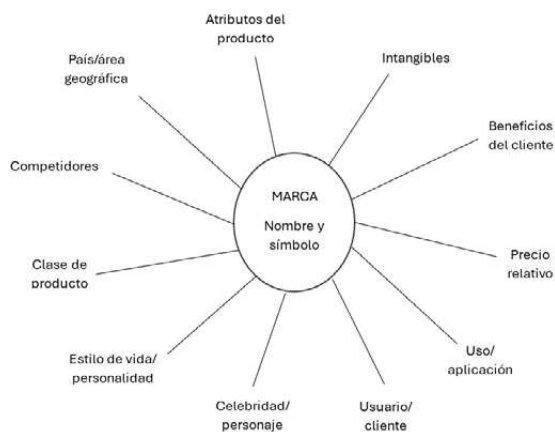 Atributos del
producto
Intangibles
Beneficios
del cliente
Precio
relativo
Uso/
aplicación
Usuario/
cliente
Celebridad/
personaje
Estilo de vida/
personalidad
Clase de
producto
Competidores
País/área
geográfica
MARCA
Nombre y
símbolo